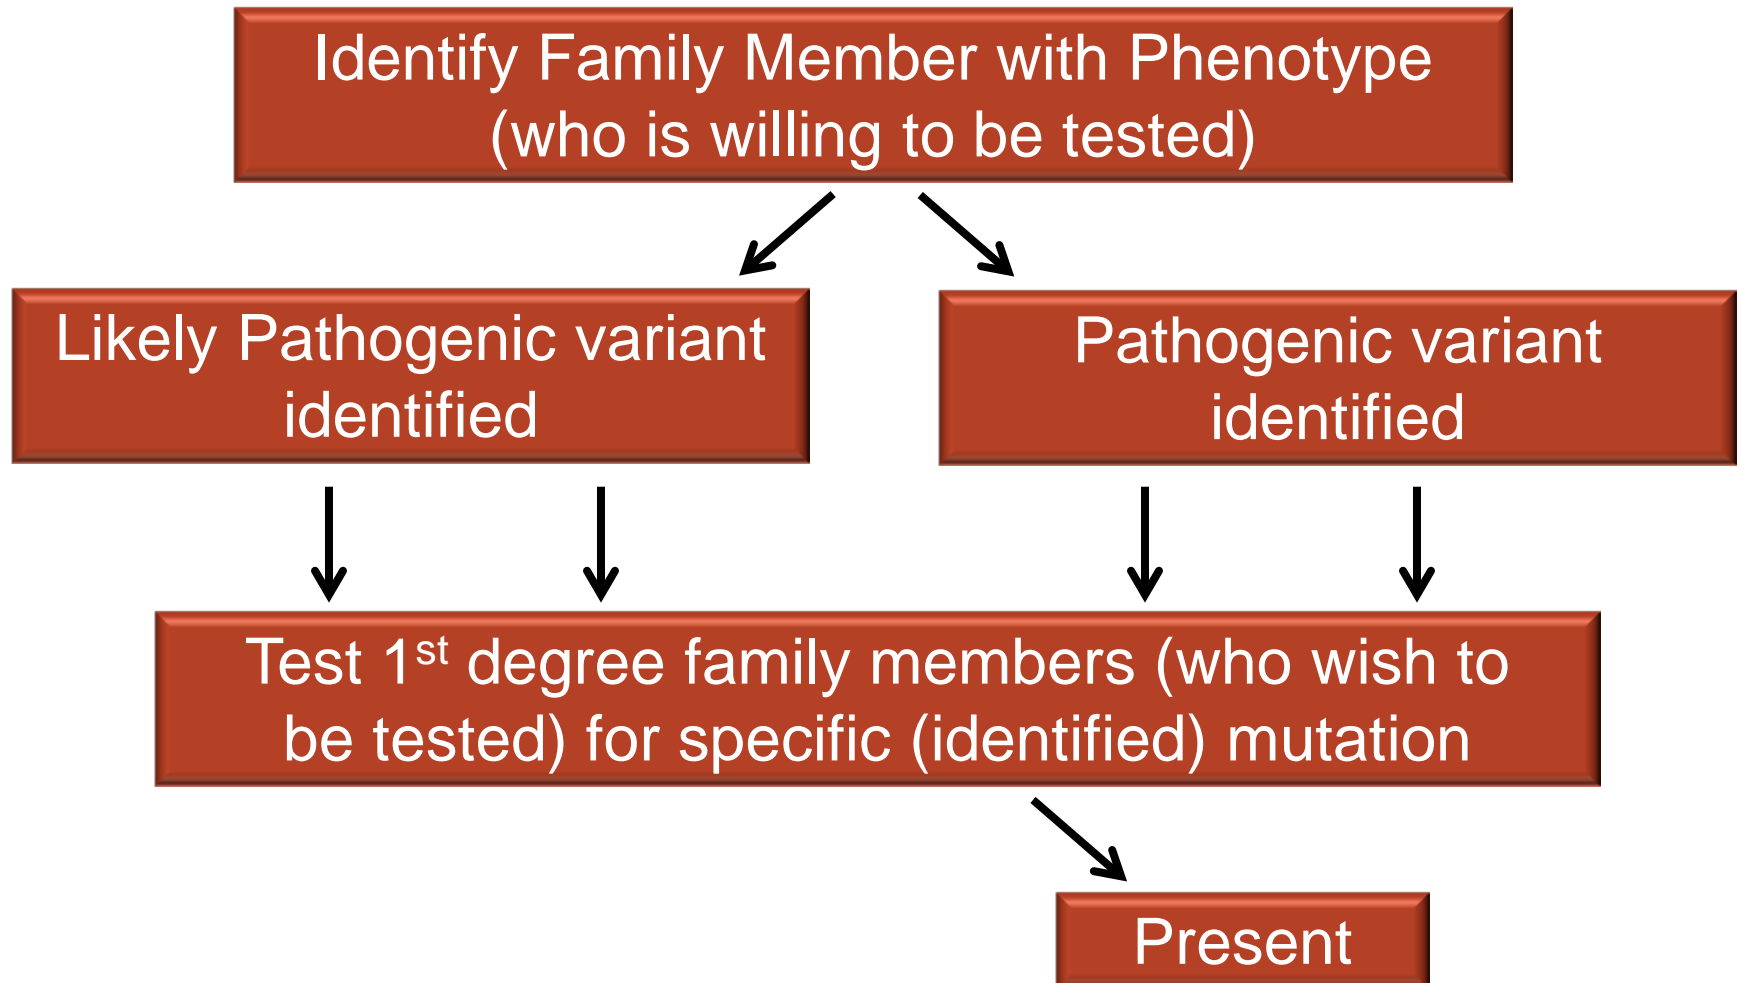 Identify Family Member with Phenotype
(who is willing to be tested)
Likely Pathogenic variant
identified
Pathogenic variant
identified
Test 1st degree family members (who wish to
be tested) for specific (identified) mutation
Present